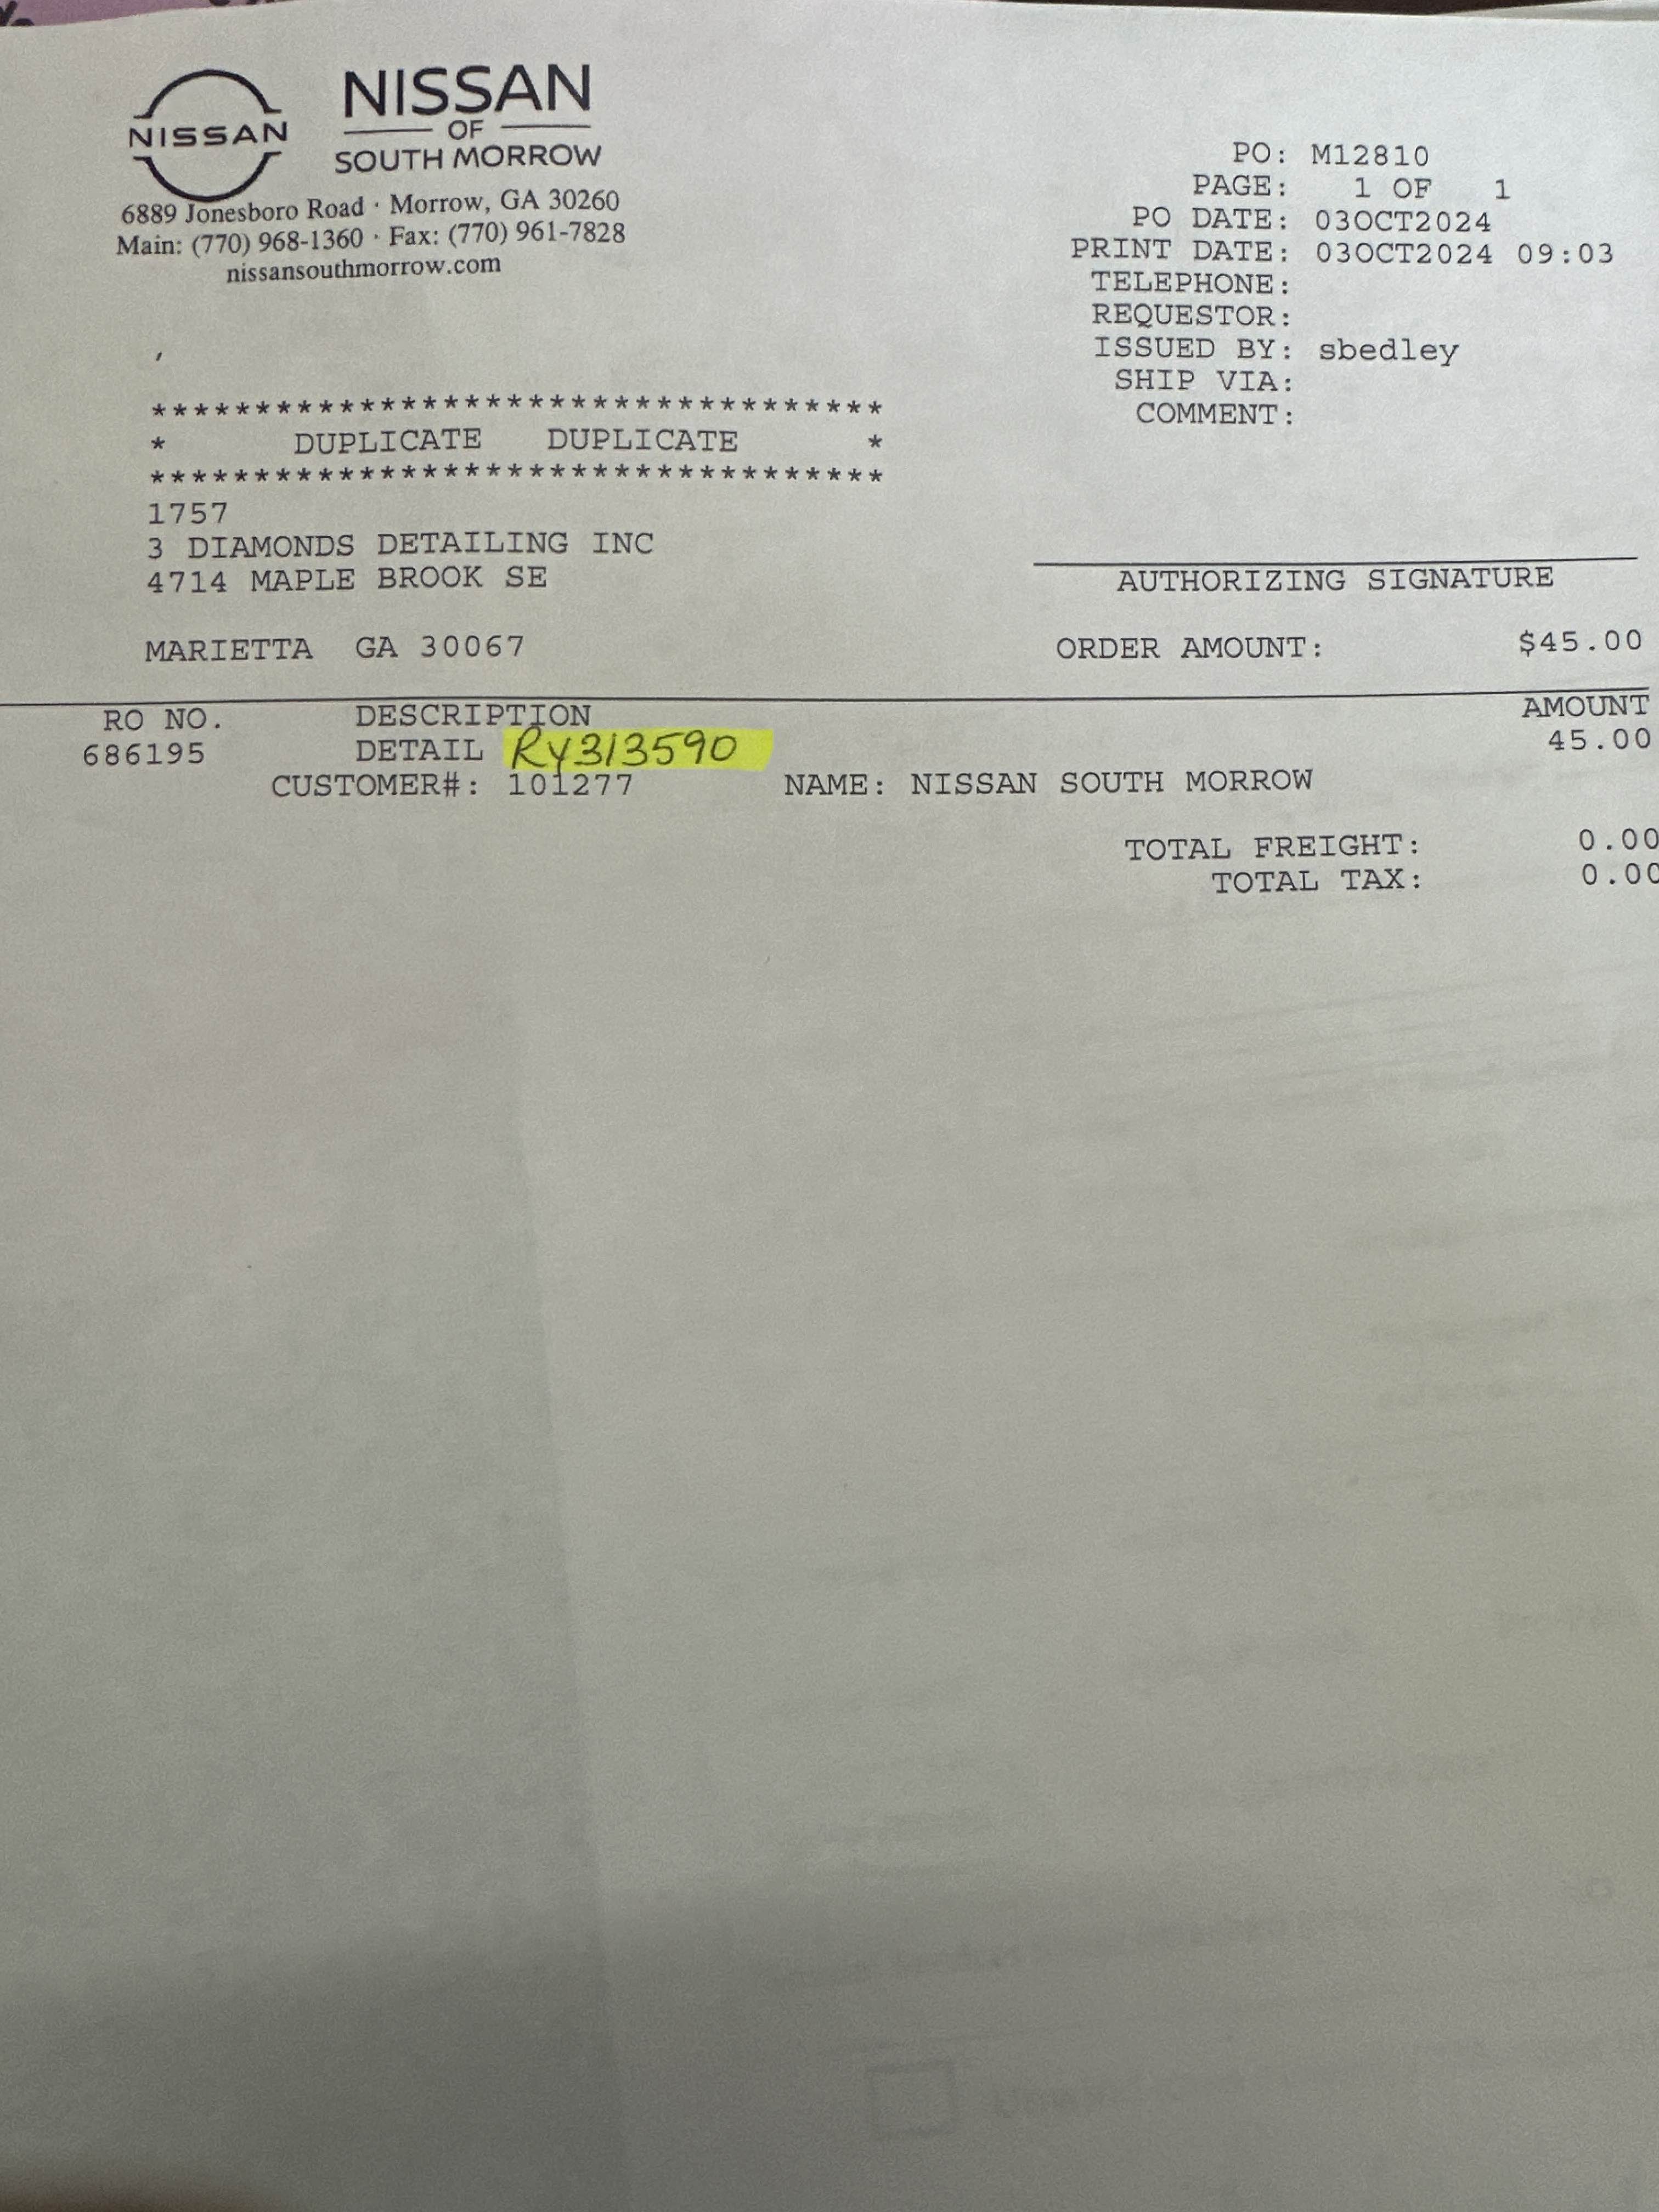 NISSAN
NISSAN
OF
SOUTH MORROW
6889 Jonesboro Road · Morrow, GA 30260
Main: (770) 968-1360 · Fax: (770) 961-7828
nissansouthmorrow.com
PO: M12810
PAGE: 1 OF 1
PO DATE: 03OCT2024
PRINT DATE: 03OCT2024 09:03
TELEPHONE:
REQUESTOR:
ISSUED BY: sbedley
SHIP VIA:
COMMENT:
,
***********************************
* DUPLICATE DUPLICATE *
***********************************
1757
3 DIAMONDS DETAILING INC
4714 MAPLE BROOK SE
MARIETTA GA 30067
AUTHORIZING SIGNATURE
ORDER AMOUNT: $45.00
RO NO. DESCRIPTION AMOUNT
686195 DETAIL RY313590 45.00
CUSTOMER#: 101277 NAME: NISSAN SOUTH MORROW
TOTAL FREIGHT: 0.00
TOTAL TAX: 0.00